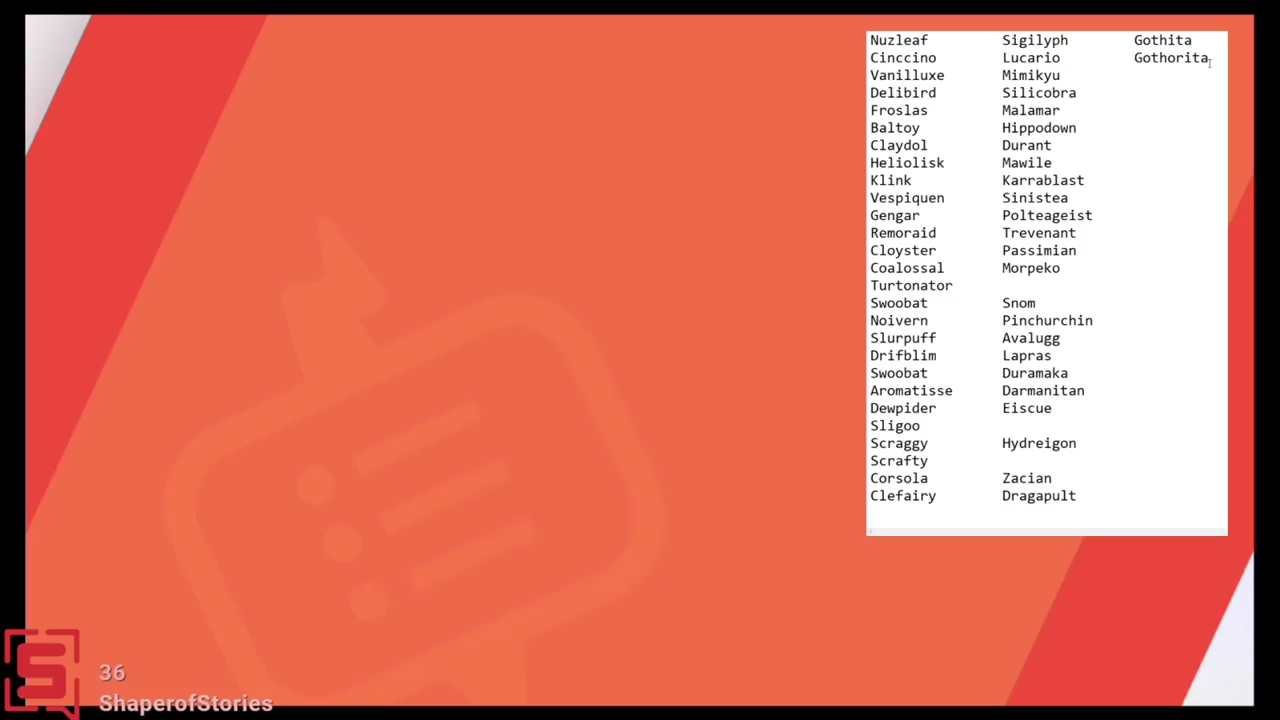 Nuzleaf Sigilyph Gothita
Cinccino Lucario Gothorita
Vanilluxe Mimikyu
Delibird Silicobra
Froslas Malamar
Baltoy Hippodown
Claydol Durant
Heliolisk Mawile
Klink Karrablast
Vespiquen Sinistea
Gengar Polteageist
Remoraid Trevenant
Cloyster Passimian
Coalossal Morpeko
Turtonator
Swoobat Snom
Noivern Pinchurchin
Slurpuff Avalugg
Drifblim Lapras
Swoobat Duramaka
Aromatisse Darmanitan
Dewpider Eiscue
Sligoo
Scraggy Hydreigon
Scrafty
Corsola Zacian
Clefairy Dragapult
36
ShaperofStories